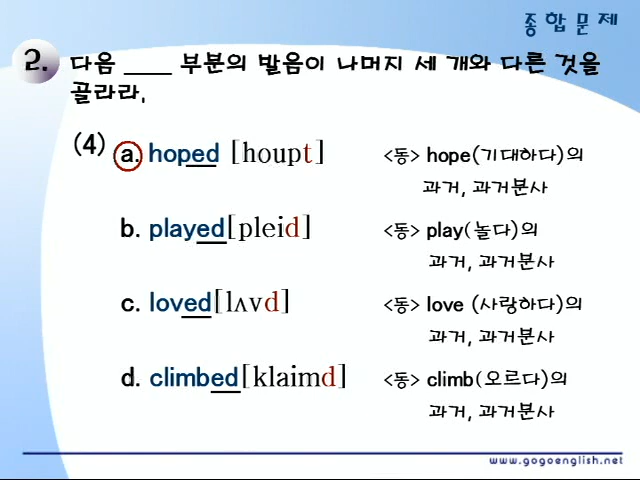 종합문제
2. 다음 ____ 부분의 발음이 나머지 세 개와 다른 것을
골라라.
(4) a. hoped [houpt] <동> hope(기대하다)의
과거, 과거분사
b. played[pleid] <동> play(놀다)의
과거, 과거분사
c. loved[lʌvd] <동> love (사랑하다)의
과거, 과거분사
d. climbed[klaimd] <동> climb(오르다)의
과거, 과거분사
www.gogoenglish.net